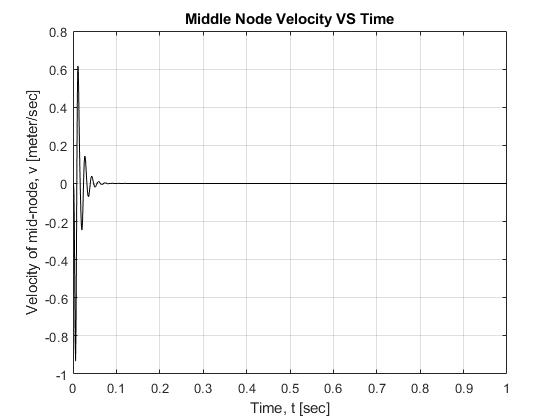 Middle Node Velocity VS Time
Velocity of mid-node, v [meter/sec]
0.8
0.6
0.4
0.2
0
-0.2
-0.4
-0.6
-0.8
-1
0 0.1 0.2 0.3 0.4 0.5 0.6 0.7 0.8 0.9 1
Time, t [sec]